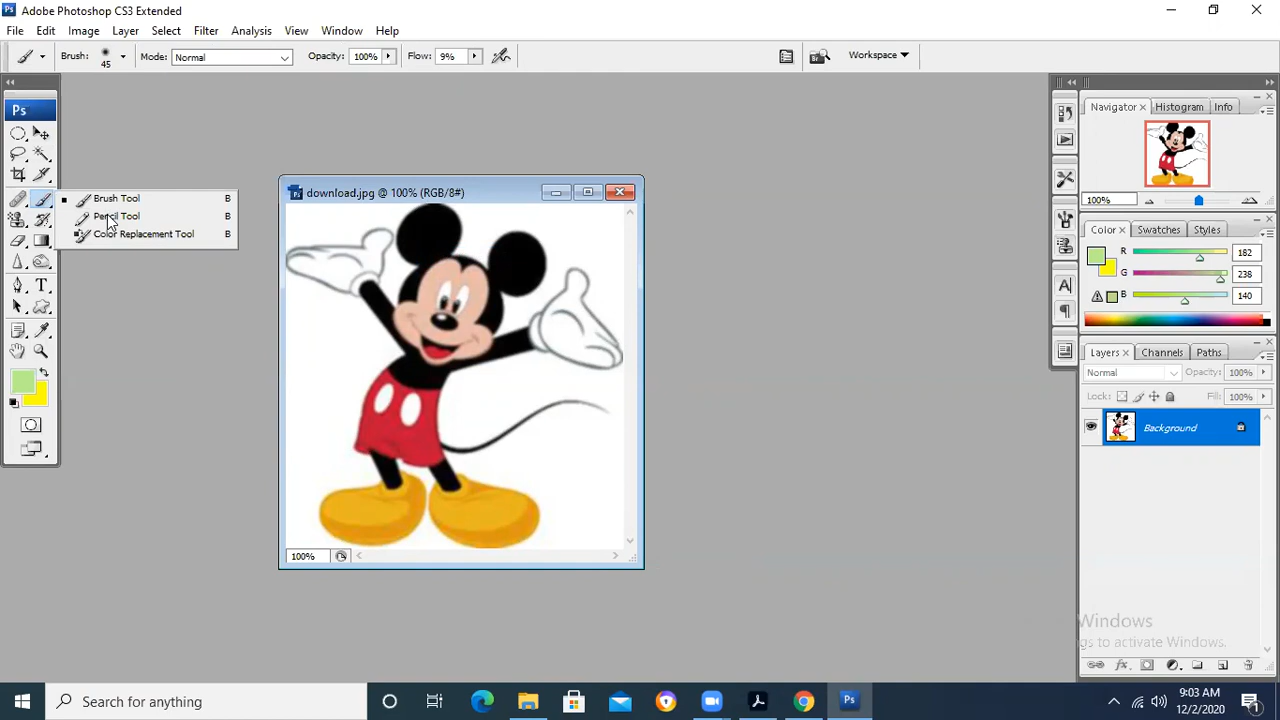 Adobe Photoshop CS3 Extended
File Edit Image Layer Select Filter Analysis View Window Help
Brush: 45 Mode: Normal Opacity: 100% Flow: 9% Workspace
Ps
Navigator Histogram Info
Brush Tool B
Pencil Tool B
Color Replacement Tool B
download.jpg @ 100% (RGB/8#)
100%
Color Swatches Styles
R 182
G 238
B 140
Layers Channels Paths
Normal Opacity: 100%
Lock: Fill: 100%
Background
100%
Windows
gs to activate Windows.
Search for anything
9:03 AM
12/2/2020